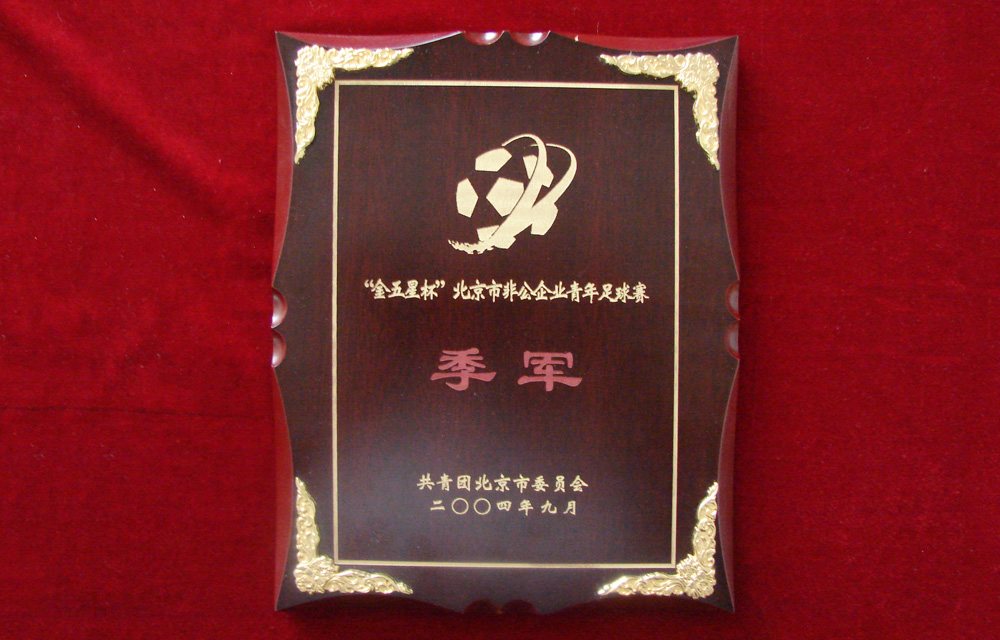 “金五星杯”北京市非公企业青年足球赛
季军
共青团北京市委员会
二〇〇四年九月